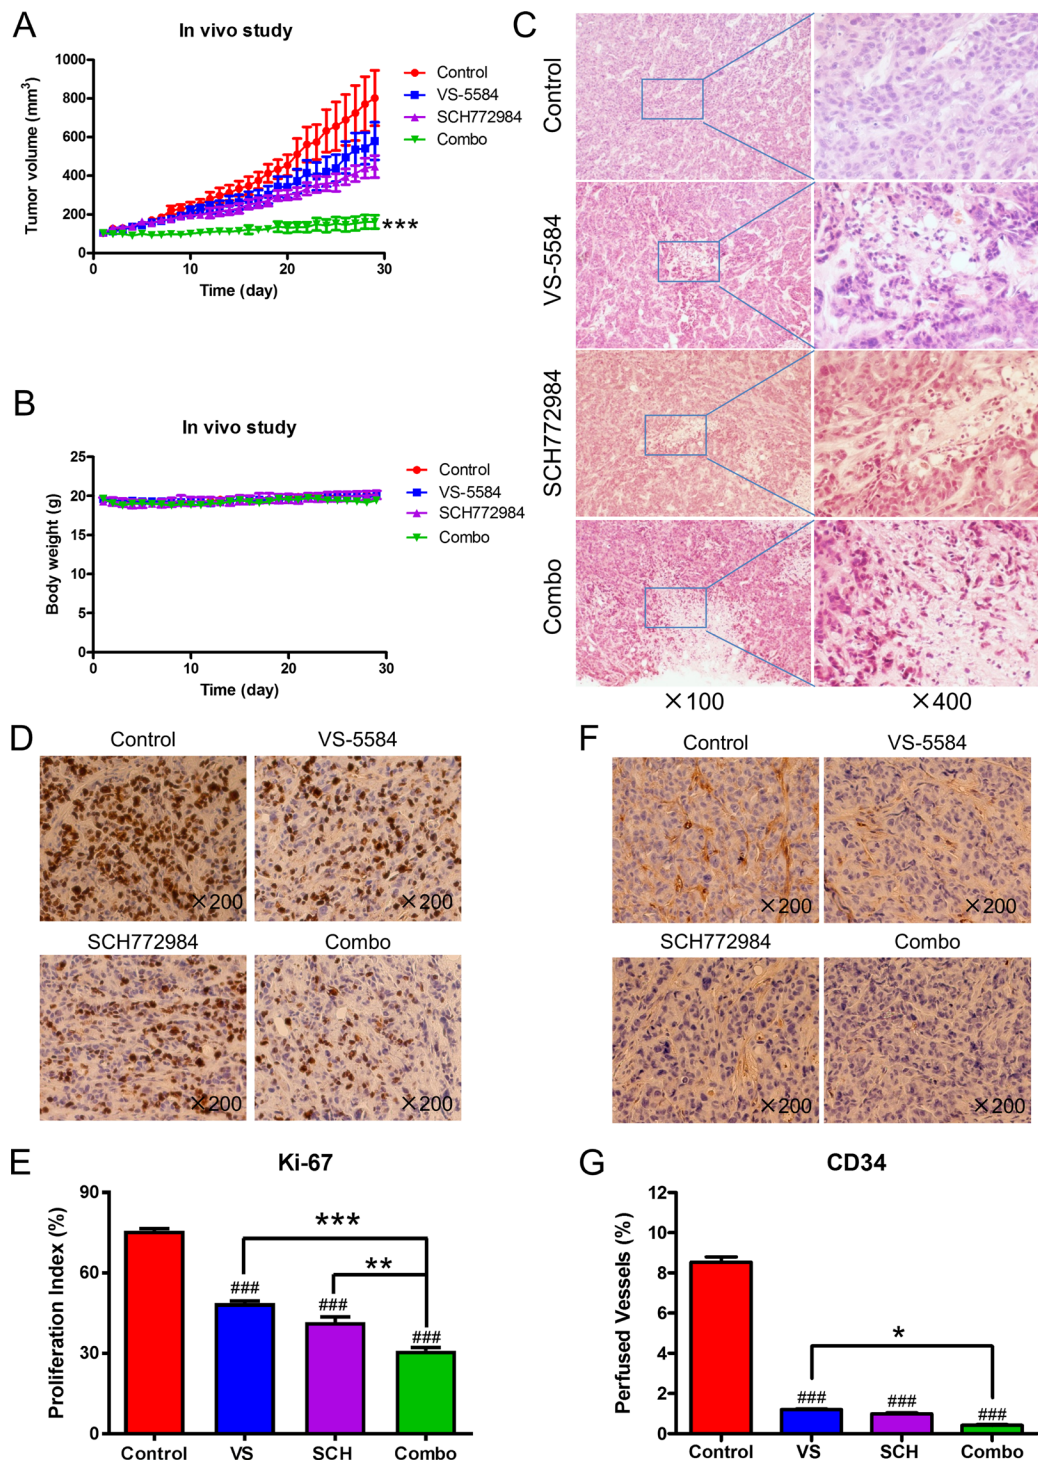 A
In vivo study
Tumor volume (mm³)
1000
800
600
400
200
0
0
10
20
30
Time (day)
Control
VS-5584
SCH772984
Combo
***
B
In vivo study
Body weight (g)
25
20
15
10
5
0
0
10
20
30
Time (day)
Control
VS-5584
SCH772984
Combo
C
Control
VS-5584
SCH772984
Combo
×100
×400
D
Control
VS-5584
×200
×200
SCH772984
Combo
×200
×200
F
Control
VS-5584
×200
×200
SCH772984
Combo
×200
×200
E
Ki-67
Proliferation Index (%)
90
60
30
0
***
**
###
###
###
Control
VS
SCH
Combo
G
CD34
Perfused Vessels (%)
12
10
8
6
4
2
0
*
###
###
###
Control
VS
SCH
Combo